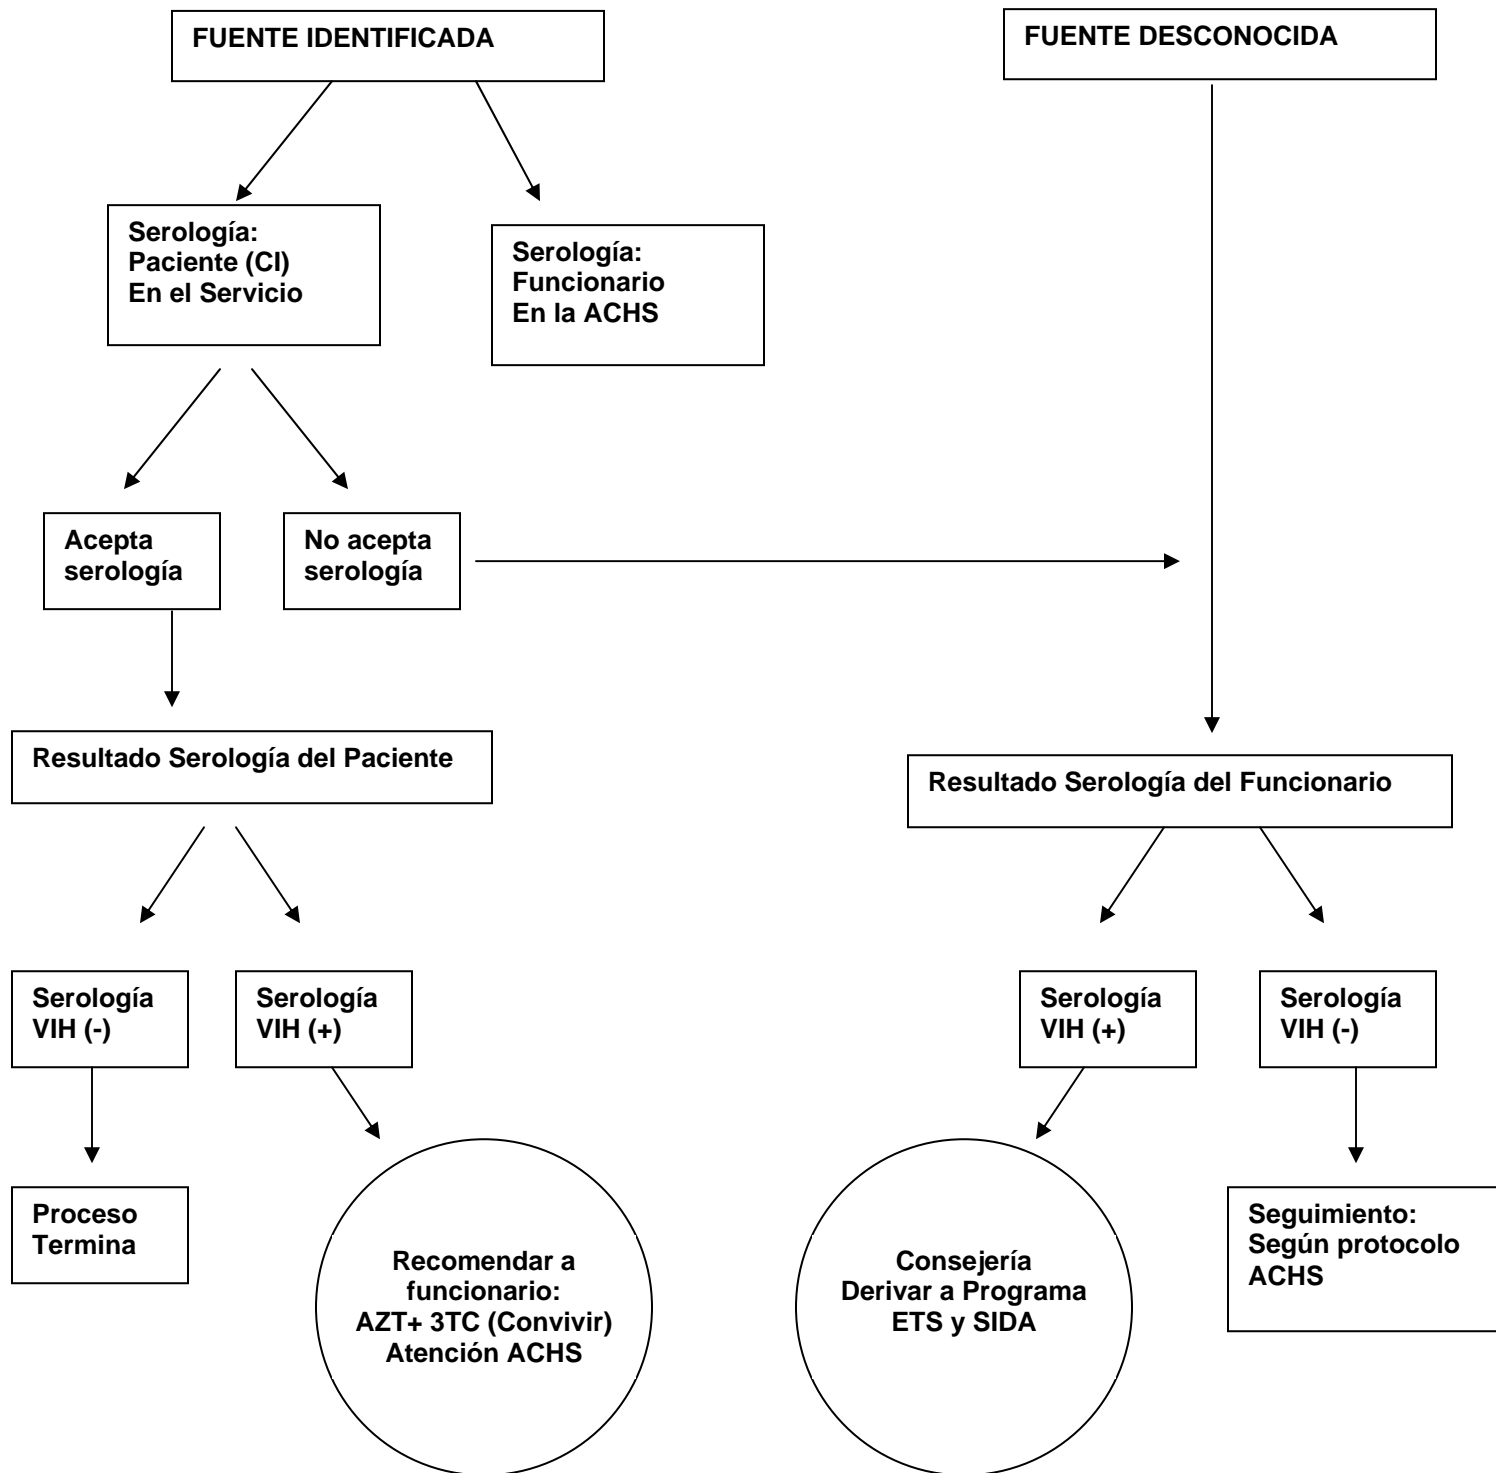 FUENTE IDENTIFICADA
FUENTE DESCONOCIDA
Serología:
Paciente (CI)
En el Servicio
Serología:
Funcionario
En la ACHS
Acepta
serología
No acepta
serología
Resultado Serología del Paciente
Resultado Serología del Funcionario
Serología
VIH (-)
Serología
VIH (+)
Serología
VIH (+)
Serología
VIH (-)
Proceso
Termina
Recomendar a
funcionario:
AZT+ 3TC (Convivir)
Atención ACHS
Consejería
Derivar a Programa
ETS y SIDA
Seguimiento:
Según protocolo
ACHS